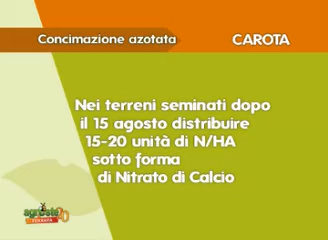 Concimazione azotata
CAROTA
Nei terreni seminati dopo
il 15 agosto distribuire
15-20 unità di N/HA
sotto forma
di Nitrato di Calcio